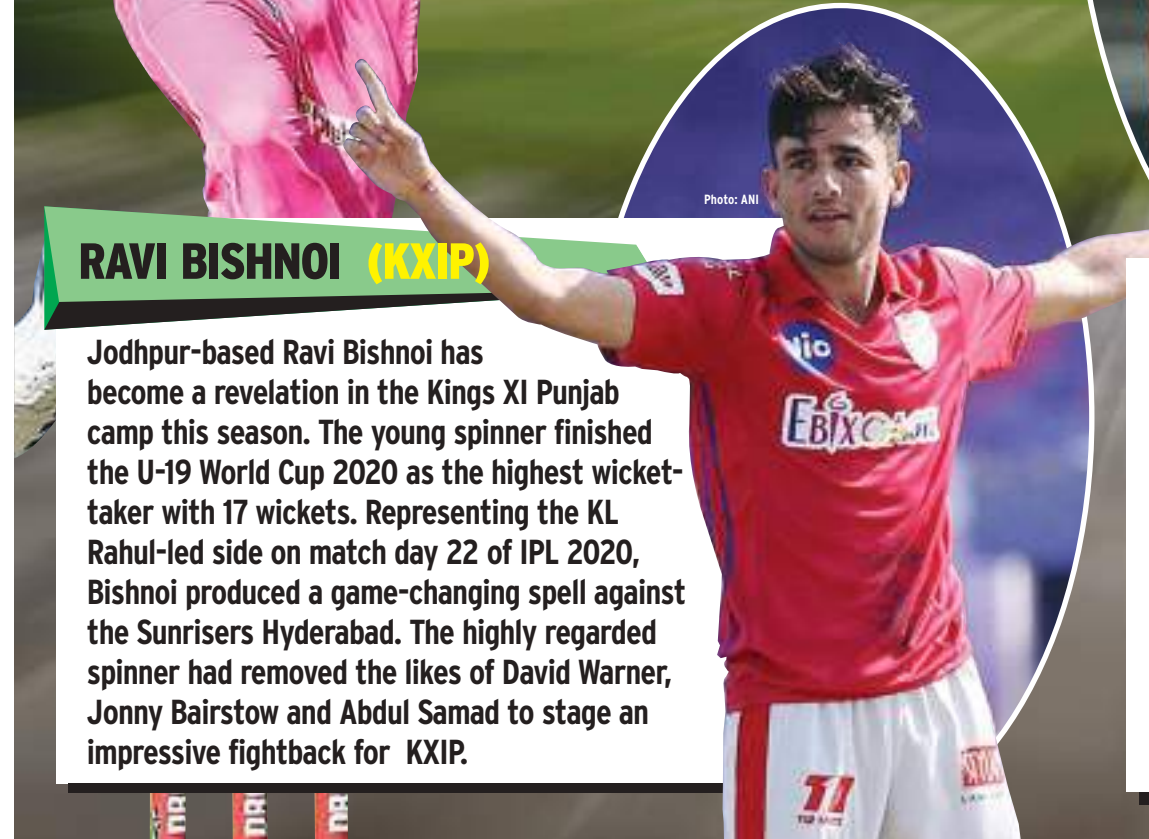 Photo: ANI
RAVI BISHNOI (KXIP)
Jodhpur-based Ravi Bishnoi has
become a revelation in the Kings XI Punjab
camp this season. The young spinner finished
the U-19 World Cup 2020 as the highest wicket-
taker with 17 wickets. Representing the KL
Rahul-led side on match day 22 of IPL 2020,
Bishnoi produced a game-changing spell against
the Sunrisers Hyderabad. The highly regarded
spinner had removed the likes of David Warner,
Jonny Bairstow and Abdul Samad to stage an
impressive fightback for KXIP.
Jio